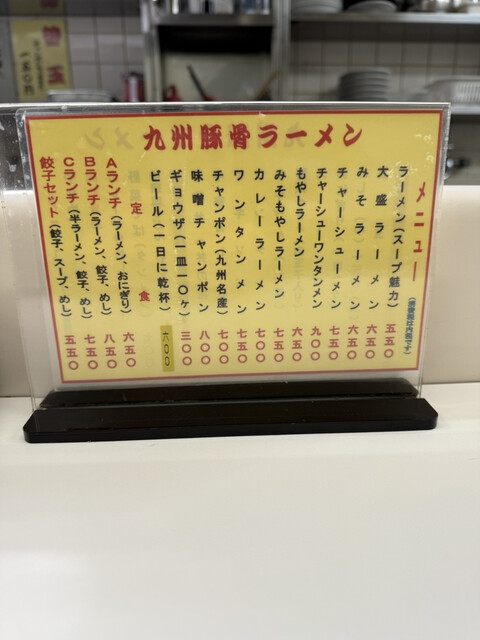 九州豚骨ラーメン
メニュー
(消費税は内税です)
ラーメン(スープ魅力) 五五〇
大盛ラーメン 六五〇
みそラーメン 六五〇
チャーシューメン 七五〇
チャーシューワンタンメン 九〇〇
もやしラーメン 六五〇
みそもやしラーメン 七五〇
カレーラーメン 七〇〇
ワンタンメン 七五〇
チャンポン(九州名産) 七〇〇
味噌チャンポン 八〇〇
ギョウザ(一皿一〇ヶ) 三〇〇
ビール(一日に乾杯) 六〇〇
定食
Aランチ(ラーメン、おにぎり) 六五〇
Bランチ(ラーメン、餃子、めし) 八五〇
Cランチ(半ラーメン、餃子、めし) 七五〇
餃子セット(餃子、スープ、めし) 五五〇
替玉